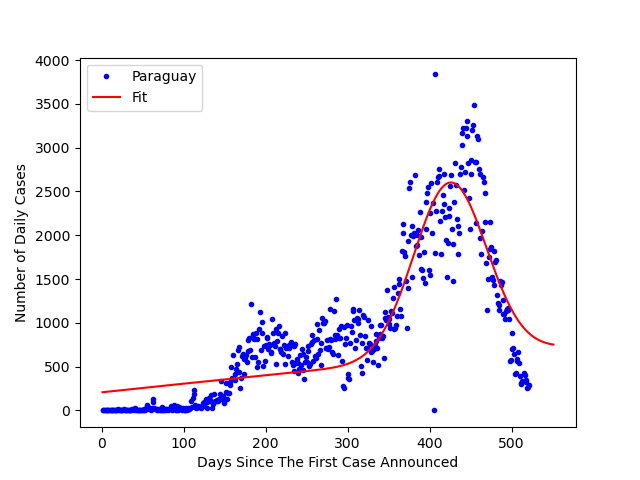 4000
3500
3000
2500
2000
1500
1000
500
0
Number of Daily Cases
Paraguay
Fit
0 100 200 300 400 500
Days Since The First Case Announced